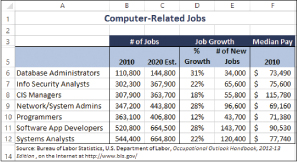 A B C D E F
1 Computer-Related Jobs
3 # of Jobs Job Growth Median Pay
5 2010 2020 Est. % Growth # of New Jobs 2010
6 Database Administrators 110,800 144,800 31% 34,000 $ 73,490
7 Info Security Analysts 302,300 367,900 22% 65,600 $ 75,600
8 CIS Managers 307,900 363,700 18% 55,800 $ 115,780
9 Network/System Admins 347,200 443,800 28% 96,600 $ 69,160
10 Programmers 363,100 406,800 12% 43,700 $ 71,380
11 Software App Developers 520,800 664,500 28% 143,700 $ 90,530
12 Systems Analysts 544,400 664,800 22% 120,400 $ 77,740
Source: Bureau of Labor Statistics, U.S. Department of Labor, Occupational Outlook Handbook, 2012-13
14 Edition, on the Internet at http://www.bls.gov/